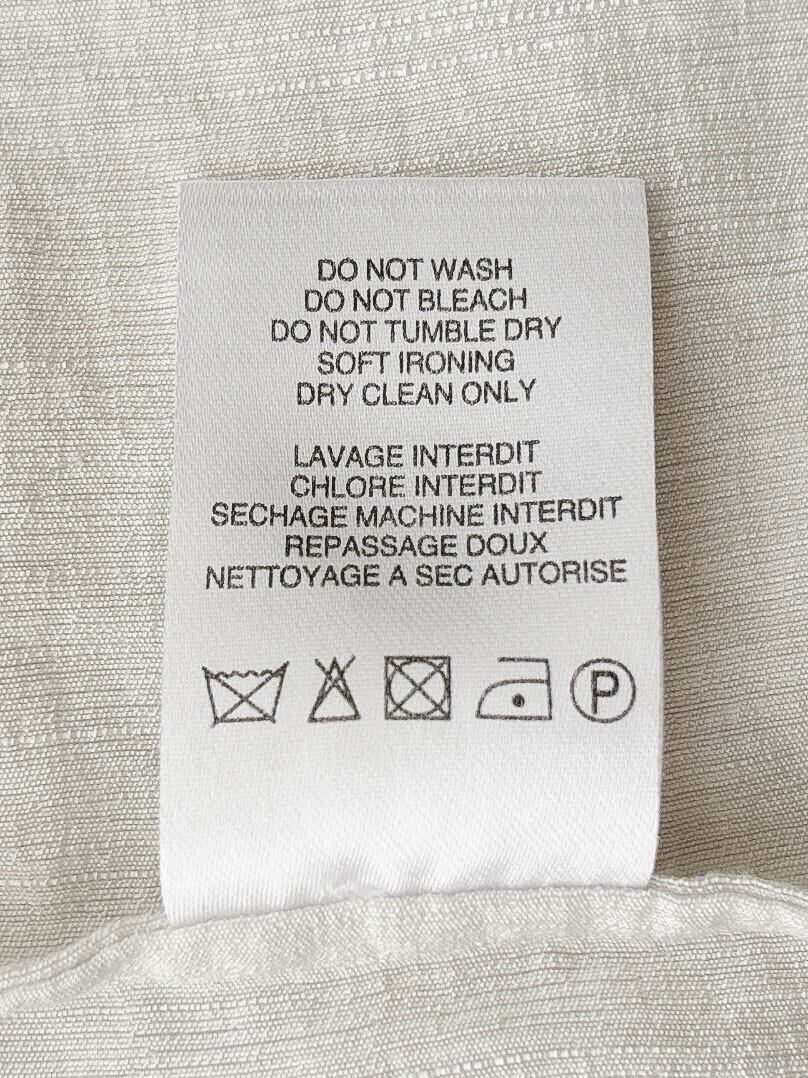 DO NOT WASH
DO NOT BLEACH
DO NOT TUMBLE DRY
SOFT IRONING
DRY CLEAN ONLY
LAVAGE INTERDIT
CHLORE INTERDIT
SECHAGE MACHINE INTERDIT
REPASSAGE DOUX
NETTOYAGE A SEC AUTORISE
P